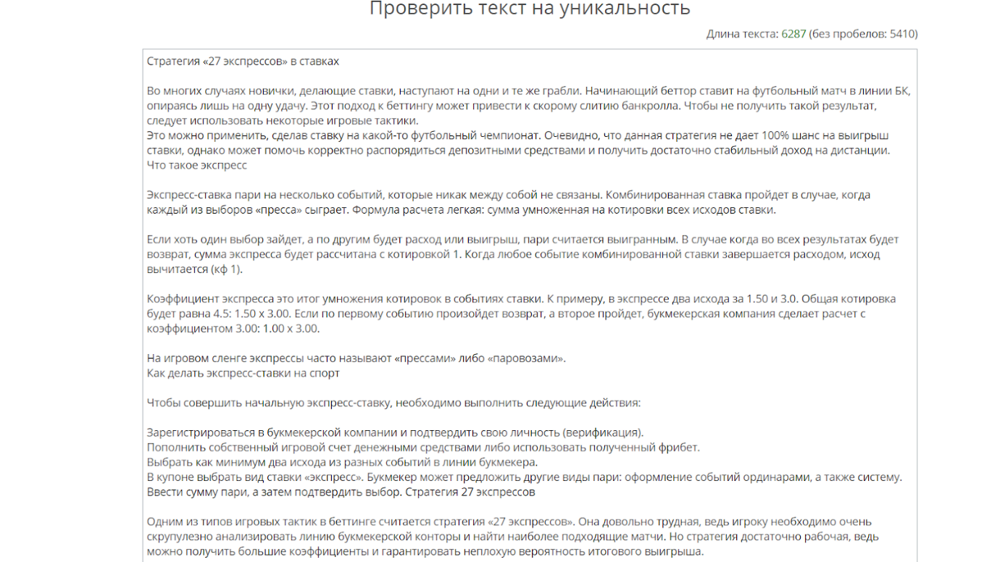 Проверить текст на уникальность
Длина текста: 6287 (без пробелов: 5410)
Стратегия «27 экспрессов» в ставках
Во многих случаях новички, делающие ставки, наступают на одни и те же грабли. Начинающий беттор ставит на футбольный матч в линии БК,
опираясь лишь на одну удачу. Этот подход к беттингу может привести к скорому слитию банкролла. Чтобы не получить такой результат,
следует использовать некоторые игровые тактики.
Это можно применить, сделав ставку на какой-то футбольный чемпионат. Очевидно, что данная стратегия не дает 100% шанс на выигрыш
ставки, однако может помочь корректно распорядиться депозитными средствами и получить достаточно стабильный доход на дистанции.
Что такое экспресс
Экспресс-ставка пари на несколько событий, которые никак между собой не связаны. Комбинированная ставка пройдет в случае, когда
каждый из выборов «пресса» сыграет. Формула расчета легкая: сумма умноженная на котировки всех исходов ставки.
Если хоть один выбор зайдет, а по другим будет расход или выигрыш, пари считается выигранным. В случае когда во всех результатах будет
возврат, сумма экспресса будет рассчитана с котировкой 1. Когда любое событие комбинированной ставки завершается расходом, исход
вычитается (кф 1).
Коэффициент экспресса это итог умножения котировок в событиях ставки. К примеру, в экспрессе два исхода за 1.50 и 3.0. Общая котировка
будет равна 4.5: 1.50 x 3.00. Если по первому событию произойдет возврат, а второе пройдет, букмекерская компания сделает расчет с
коэффициентом 3.00: 1.00 x 3.00.
На игровом сленге экспрессы часто называют «прессами» либо «паровозами».
Как делать экспресс-ставки на спорт
Чтобы совершить начальную экспресс-ставку, необходимо выполнить следующие действия:
Зарегистрироваться в букмекерской компании и подтвердить свою личность (верификация).
Пополнить собственный игровой счет денежными средствами либо использовать полученный фрибет.
Выбрать как минимум два исхода из разных событий в линии букмекера.
В купоне выбрать вид ставки «экспресс». Букмекер может предложить другие виды пари: оформление событий ординарами, а также систему.
Ввести сумму пари, а затем подтвердить выбор. Стратегия 27 экспрессов
Одним из типов игровых тактик в беттинге считается стратегия «27 экспрессов». Она довольно трудная, ведь игроку необходимо очень
скрупулезно анализировать линию букмекерской конторы и найти наиболее подходящие матчи. Но стратегия достаточно рабочая, ведь
можно получить большие коэффициенты и гарантировать неплохую вероятность итогового выигрыша.